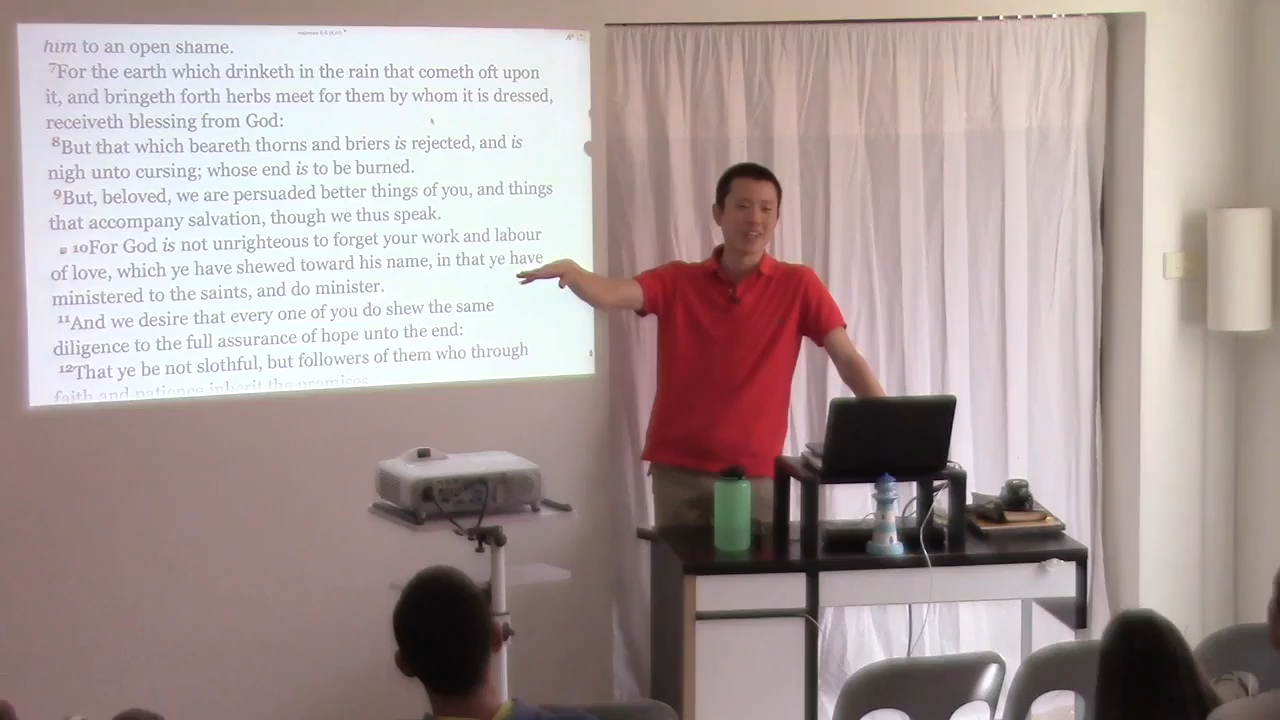 him to an open shame.
7For the earth which drinketh in the rain that cometh oft upon
it, and bringeth forth herbs meet for them by whom it is dressed,
receiveth blessing from God:
8But that which beareth thorns and briers is rejected, and is
nigh unto cursing; whose end is to be burned.
9But, beloved, we are persuaded better things of you, and things
that accompany salvation, though we thus speak.
10For God is not unrighteous to forget your work and labour
of love, which ye have shewed toward his name, in that ye have
ministered to the saints, and do minister.
11And we desire that every one of you do shew the same
diligence to the full assurance of hope unto the end:
12That ye be not slothful, but followers of them who through
faith and patience inherit the promises